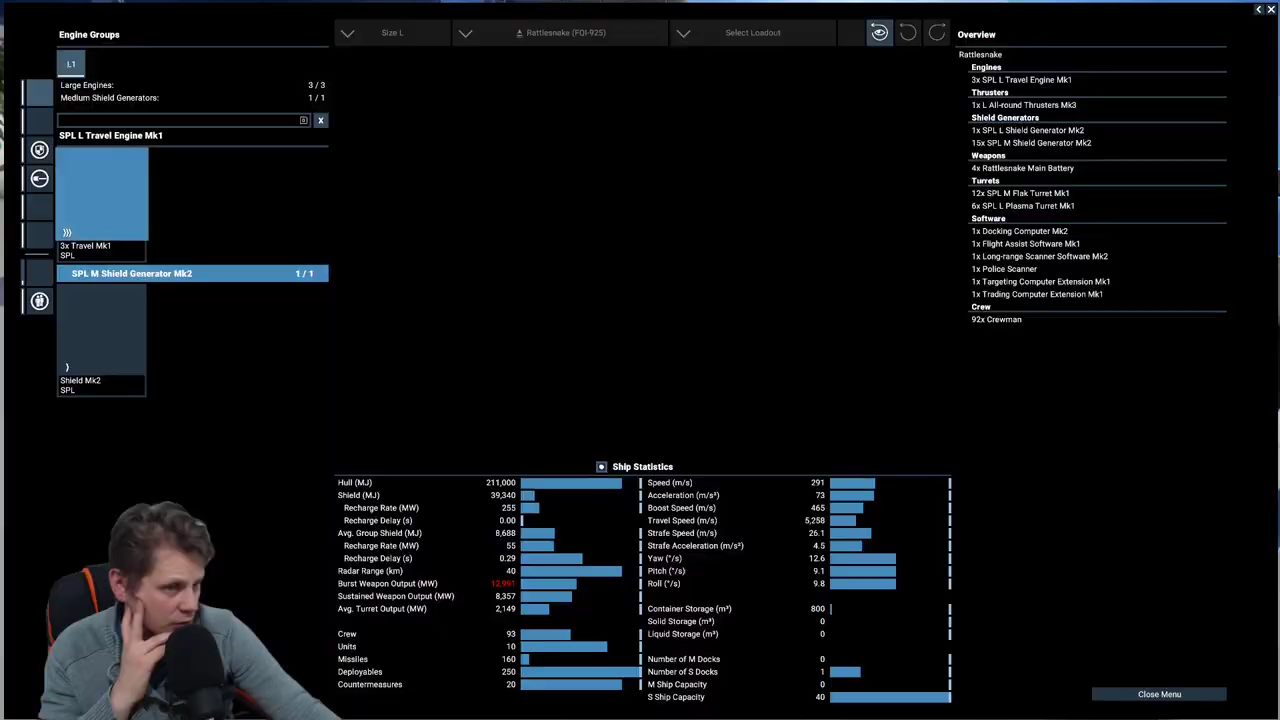 Engine Groups
L1
Large Engines: 3 / 3
Medium Shield Generators: 1 / 1
x
SPL L Travel Engine Mk1
3x Travel Mk1
SPL
SPL M Shield Generator Mk2 1 / 1
Shield Mk2
SPL
Size L
Rattlesnake (FQI-925)
Select Loadout
Ship Statistics
Hull (MJ) 211,000
Shield (MJ) 39,340
Recharge Rate (MW) 255
Recharge Delay (s) 0.00
Avg. Group Shield (MJ) 8,688
Recharge Rate (MW) 55
Recharge Delay (s) 0.29
Radar Range (km) 40
Burst Weapon Output (MW) 12,991
Sustained Weapon Output (MW) 8,357
Avg. Turret Output (MW) 2,149
Crew 93
Units 10
Missiles 160
Deployables 250
Countermeasures 20
Speed (m/s) 291
Acceleration (m/s²) 73
Boost Speed (m/s) 465
Travel Speed (m/s) 5,258
Strafe Speed (m/s) 26.1
Strafe Acceleration (m/s²) 4.5
Yaw (°/s) 12.6
Pitch (°/s) 9.1
Roll (°/s) 9.8
Container Storage (m³) 800
Solid Storage (m³) 0
Liquid Storage (m³) 0
Number of M Docks 0
Number of S Docks 1
M Ship Capacity 0
S Ship Capacity 40
Overview
Rattlesnake
Engines
3x SPL L Travel Engine Mk1
Thrusters
1x L All-round Thrusters Mk3
Shield Generators
1x SPL L Shield Generator Mk2
15x SPL M Shield Generator Mk2
Weapons
4x Rattlesnake Main Battery
Turrets
12x SPL M Flak Turret Mk1
6x SPL L Plasma Turret Mk1
Software
1x Docking Computer Mk2
1x Flight Assist Software Mk1
1x Long-range Scanner Software Mk2
1x Police Scanner
1x Targeting Computer Extension Mk1
1x Trading Computer Extension Mk1
Crew
92x Crewman
Close Menu